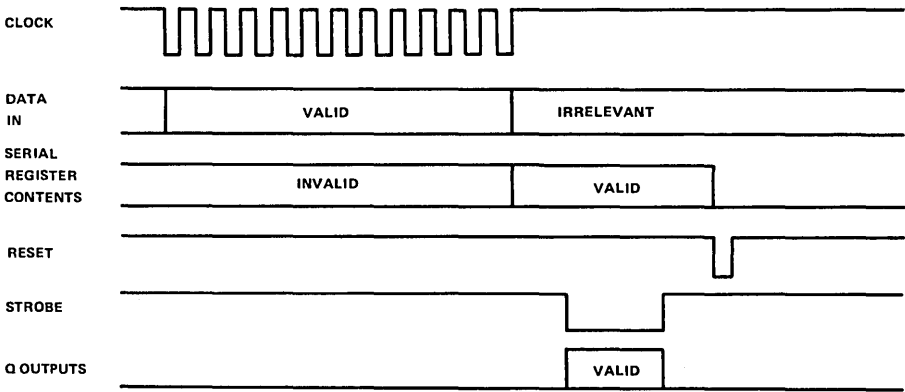 CLOCK
DATA
IN
VALID
IRRELEVANT
SERIAL
REGISTER
CONTENTS
INVALID
VALID
RESET
STROBE
Q OUTPUTS
VALID